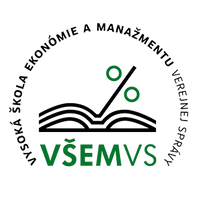 VYSOKÁ ŠKOLA EKONÓMIE A MANAŽMENTU VEREJNEJ SPRÁVY
%
VŠEMVS